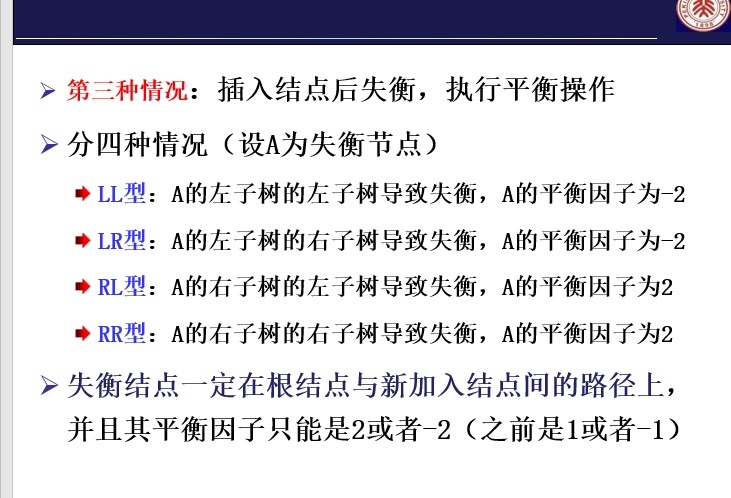 第三种情况：插入结点后失衡，执行平衡操作
分四种情况（设A为失衡节点）
LL型：A的左子树的左子树导致失衡，A的平衡因子为-2
LR型：A的左子树的右子树导致失衡，A的平衡因子为-2
RL型：A的右子树的左子树导致失衡，A的平衡因子为2
RR型：A的右子树的右子树导致失衡，A的平衡因子为2
失衡结点一定在根结点与新加入结点间的路径上，
并且其平衡因子只能是2或者-2（之前是1或者-1）